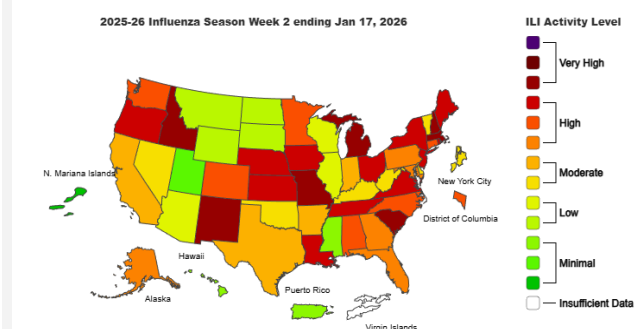 2025-26 Influenza Season Week 2 ending Jan 17, 2026
ILI Activity Level
Very High
High
Moderate
Low
Minimal
Insufficient Data
N. Mariana Islands
New York City
District of Columbia
Hawaii
Alaska
Puerto Rico
Virgin Islands